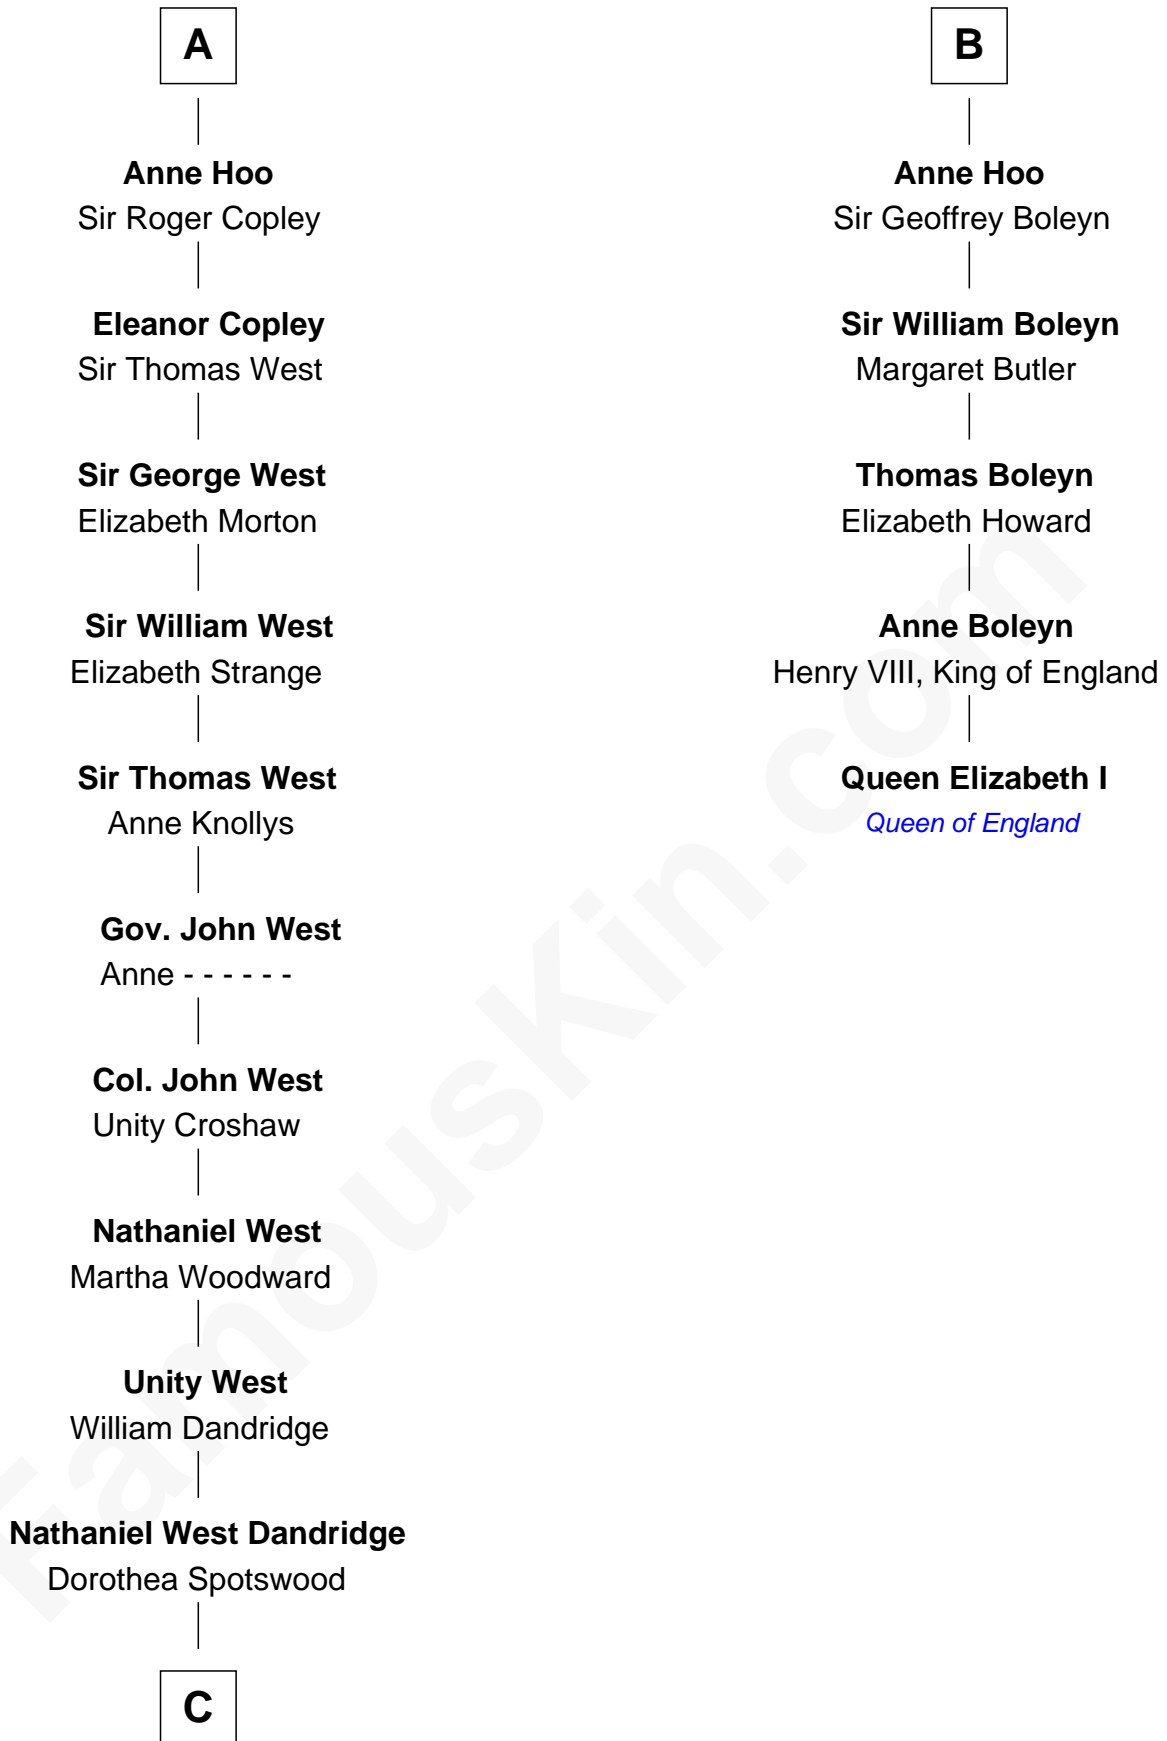 A
Anne Hoo
Sir Roger Copley
Eleanor Copley
Sir Thomas West
Sir George West
Elizabeth Morton
Sir William West
Elizabeth Strange
Sir Thomas West
Anne Knollys
Gov. John West
Anne - - - - - -
Col. John West
Unity Croshaw
Nathaniel West
Martha Woodward
Unity West
William Dandridge
Nathaniel West Dandridge
Dorothea Spotswood
C
B
Anne Hoo
Sir Geoffrey Boleyn
Sir William Boleyn
Margaret Butler
Thomas Boleyn
Elizabeth Howard
Anne Boleyn
Henry VIII, King of England
Queen Elizabeth I
Queen of England
FamousKin.com